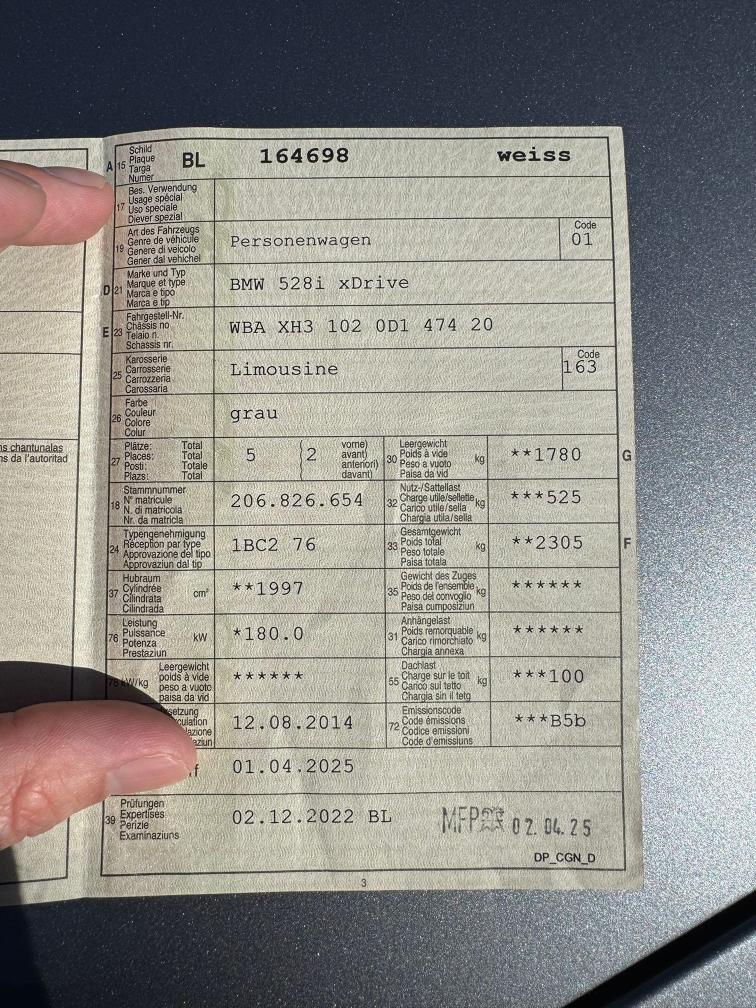 A 15 Schild
Plaque
Targa
Numer
BL 164698 weiss
17 Bes. Verwendung
Usage spécial
Uso speciale
Diever spezial
19 Art des Fahrzeugs
Genre de véhicule
Genere di veicolo
Gener dal vehichel
Personenwagen
Code
01
D 21 Marke und Typ
Marque et type
Marca e tipo
Marca e tip
BMW 528i xDrive
E 23 Fahrgestell-Nr.
Châssis no
Telaio n.
Schassis nr.
WBA XH3 102 0D1 474 20
25 Karosserie
Carrosserie
Carrozzeria
Carossaria
Limousine
Code
163
26 Farbe
Couleur
Colore
Colur
grau
ns chantunalas
ns da l'autoritad
27 Plätze: Total
Places: Total
Posti: Totale
Plazs: Total
5 ( 2 vorne)
avant)
anteriori)
davant)
30 Leergewicht
Poids à vide
Peso a vuoto
Paisa da vid
kg
**1780
G
18 Stammnummer
N° matricule
N. di matricola
Nr. da matricla
206.826.654
32 Nutz-/Sattellast
Charge utile/sellette
Carico utile/sella
Chargia utila/sella
kg
***525
24 Typengenehmigung
Réception par type
Approvazione del tipo
Approvaziun dal tip
1BC2 76
33 Gesamtgewicht
Poids total
Peso totale
Paisa totala
kg
**2305
F
37 Hubraum
Cylindrée
Cilindrata
Cilindrada
cm³
**1997
35 Gewicht des Zuges
Poids de l'ensemble
Peso del convoglio
Paisa cumposiziun
kg
******
76 Leistung
Puissance
Potenza
Prestaziun
kW
*180.0
31 Anhängelast
Poids remorquable
Carico rimorchiato
Chargia annexa
kg
******
kW/kg
Leergewicht
poids à vide
peso a vuoto
paisa da vid
******
55 Dachlast
Charge sur le toit
Carico sul tetto
Chargia sin il tetg
kg
***100
12.08.2014
72 Emissionscode
Code émissions
Codice emissioni
Code d'emissiuns
***B5b
01.04.2025
39 Prüfungen
Expertises
Perizie
Examinaziuns
02.12.2022 BL
MFP 02.04.25
DP_CGN_D
3